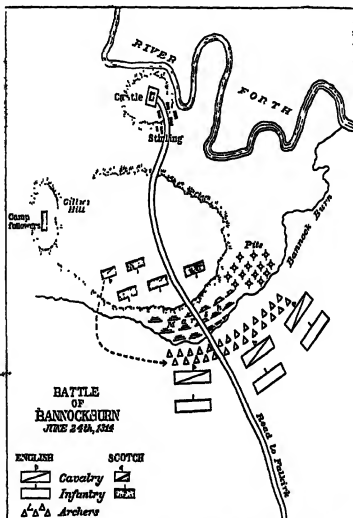 RIVER
FORTH
Castle
Stirling
Gillies
Hill
Camp
followers
Pits
Bannock Burn
BATTLE
OF
BANNOCKBURN
JUNE 24th, 1314
Road to Falkirk
ENGLISH
SCOTCH
Cavalry
Infantry
Archers